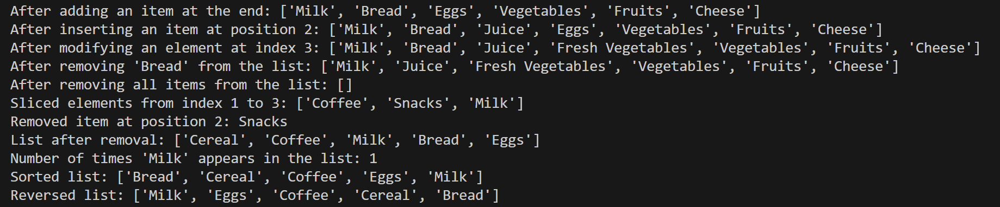 After adding an item at the end: ['Milk', 'Bread', 'Eggs', 'Vegetables', 'Fruits', 'Cheese']
After inserting an item at position 2: ['Milk', 'Bread', 'Juice', 'Eggs', 'Vegetables', 'Fruits', 'Cheese']
After modifying an element at index 3: ['Milk', 'Bread', 'Juice', 'Fresh Vegetables', 'Vegetables', 'Fruits', 'Cheese']
After removing 'Bread' from the list: ['Milk', 'Juice', 'Fresh Vegetables', 'Vegetables', 'Fruits', 'Cheese']
After removing all items from the list: []
Sliced elements from index 1 to 3: ['Coffee', 'Snacks', 'Milk']
Removed item at position 2: Snacks
List after removal: ['Cereal', 'Coffee', 'Milk', 'Bread', 'Eggs']
Number of times 'Milk' appears in the list: 1
Sorted list: ['Bread', 'Cereal', 'Coffee', 'Eggs', 'Milk']
Reversed list: ['Milk', 'Eggs', 'Coffee', 'Cereal', 'Bread']